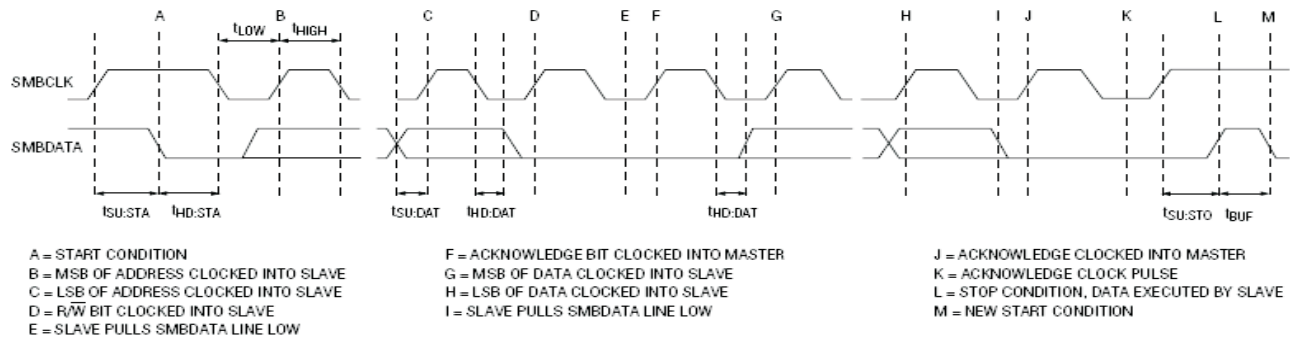 A B C D E F G H I J K L M
tLOW tHIGH
SMBCLK
SMBDATA
tSU:STA tHD:STA tSU:DAT tHD:DAT tHD:DAT tSU:STO tBUF
A = START CONDITION
B = MSB OF ADDRESS CLOCKED INTO SLAVE
C = LSB OF ADDRESS CLOCKED INTO SLAVE
D = R/W̅ BIT CLOCKED INTO SLAVE
E = SLAVE PULLS SMBDATA LINE LOW
F = ACKNOWLEDGE BIT CLOCKED INTO MASTER
G = MSB OF DATA CLOCKED INTO SLAVE
H = LSB OF DATA CLOCKED INTO SLAVE
I = SLAVE PULLS SMBDATA LINE LOW
J = ACKNOWLEDGE CLOCKED INTO MASTER
K = ACKNOWLEDGE CLOCK PULSE
L = STOP CONDITION, DATA EXECUTED BY SLAVE
M = NEW START CONDITION